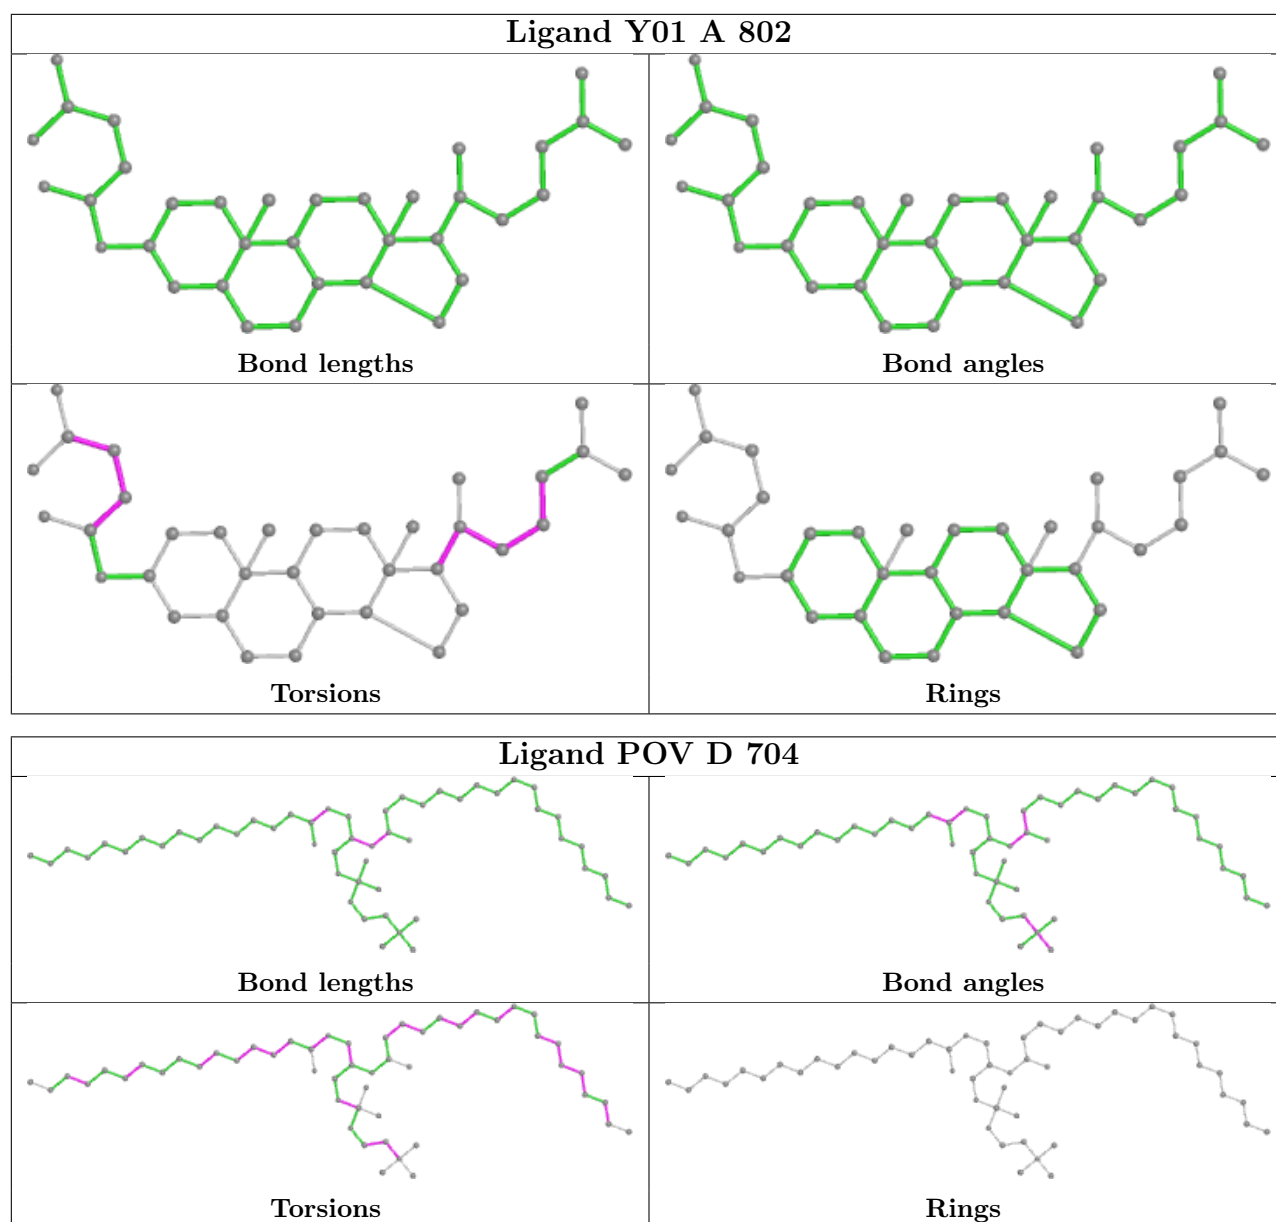 Ligand Y01 A 802
Bond lengths
Bond angles
Torsions
Rings
Ligand POV D 704
Bond lengths
Bond angles
Torsions
Rings